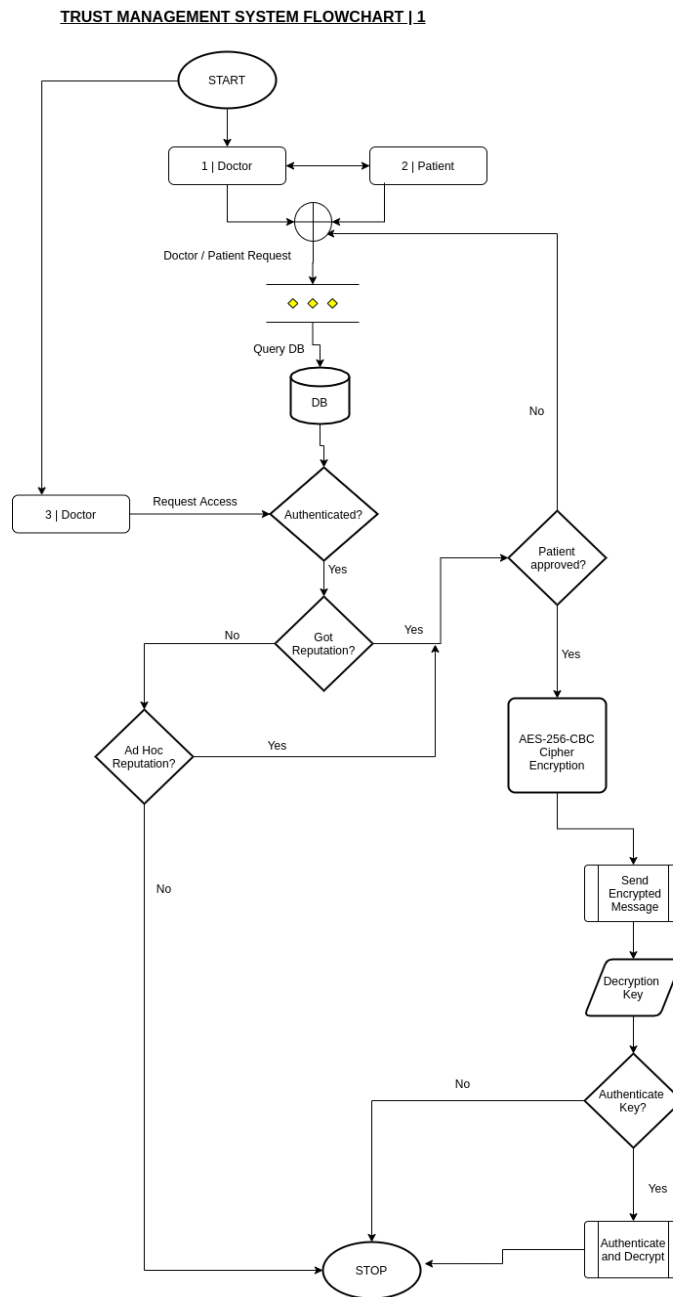 TRUST MANAGEMENT SYSTEM FLOWCHART | 1
START
1 | Doctor
2 | Patient
Doctor / Patient Request
Query DB
DB
No
3 | Doctor
Request Access
Authenticated?
Patient
approved?
Yes
No
Got
Reputation?
Yes
Yes
Ad Hoc
Reputation?
Yes
AES-256-CBC
Cipher
Encryption
No
Send
Encrypted
Message
Decryption
Key
No
Authenticate
Key?
Yes
Authenticate
and Decrypt
STOP